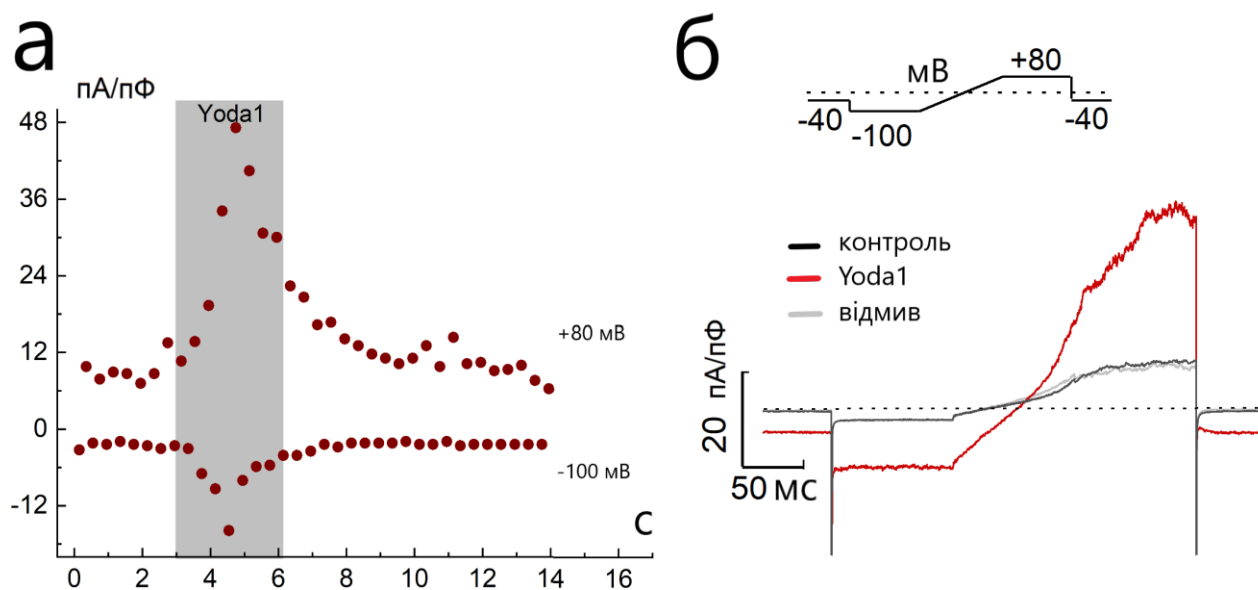 а
пА/пФ
Yoda1
48
36
24
12
0
-12
+80 мВ
-100 мВ
с
0 2 4 6 8 10 12 14 16
б
мВ
+80
-40
-100
-40
контроль
Yoda1
відмив
20 пА/пФ
50 МС